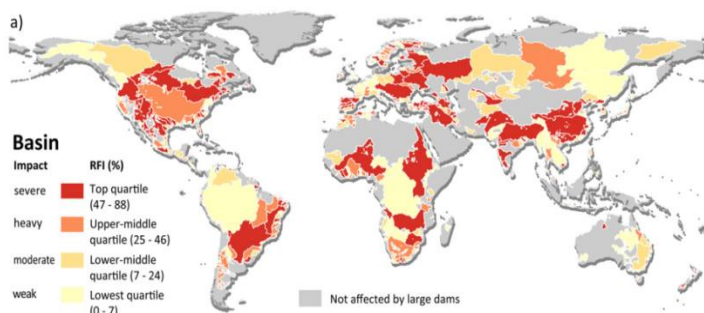 a)
Basin
Impact RFI (%)
severe Top quartile
(47 - 88)
heavy Upper-middle
quartile (25 - 46)
moderate Lower-middle
quartile (7 - 24)
weak Lowest quartile
(0 - 7)
Not affected by large dams